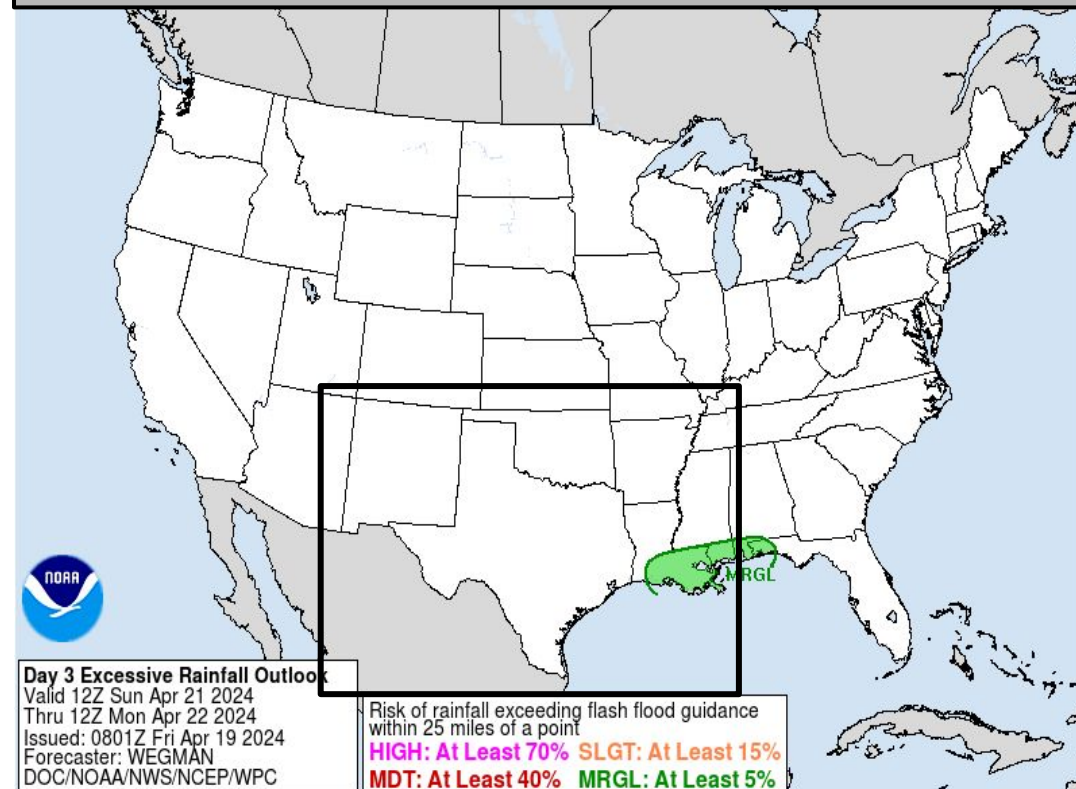 MRGL
NOAA
Day 3 Excessive Rainfall Outlook
Valid 12Z Sun Apr 21 2024
Thru 12Z Mon Apr 22 2024
Issued: 0801Z Fri Apr 19 2024
Forecaster: WEGMAN
DOC/NOAA/NWS/NCEP/WPC
Risk of rainfall exceeding flash flood guidance
within 25 miles of a point
HIGH: At Least 70% SLGT: At Least 15%
MDT: At Least 40% MRGL: At Least 5%